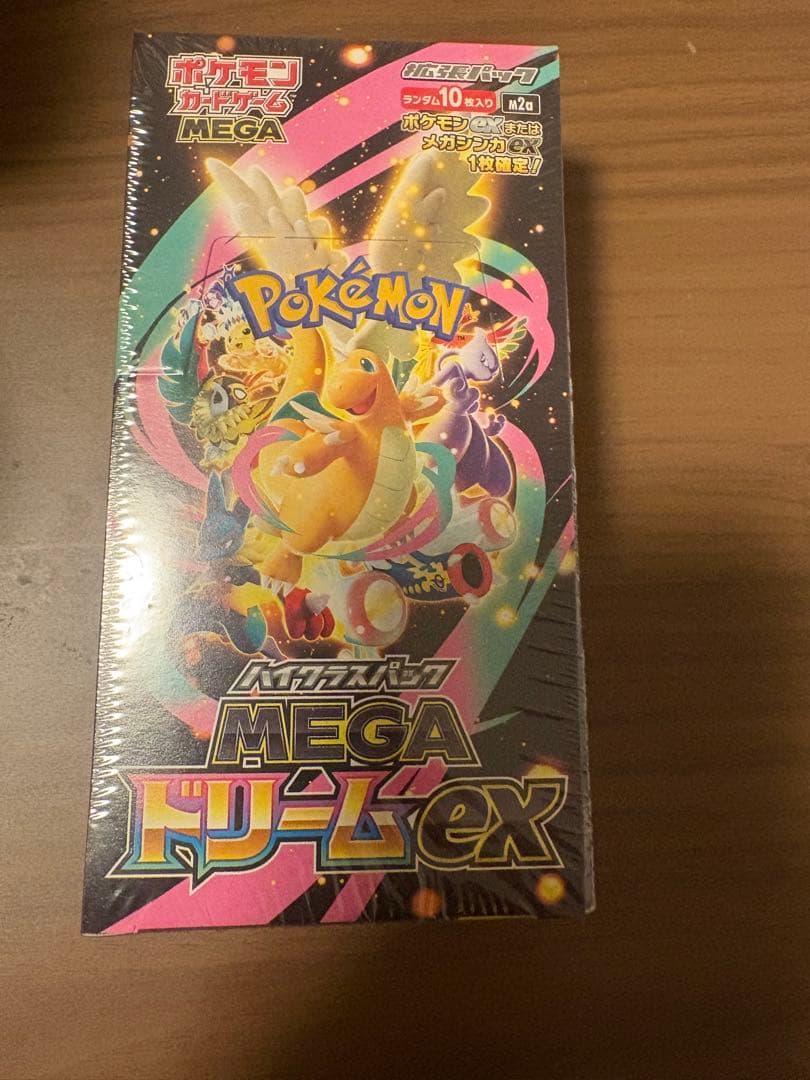 ポケモン
カードゲーム
MEGA
拡張パック
ランダム10枚入り
M2a
ポケモンexまたは
メガシンカex
1枚確定!
POKéMON
TM
ハイクラスパック
MEGA
ドリームex